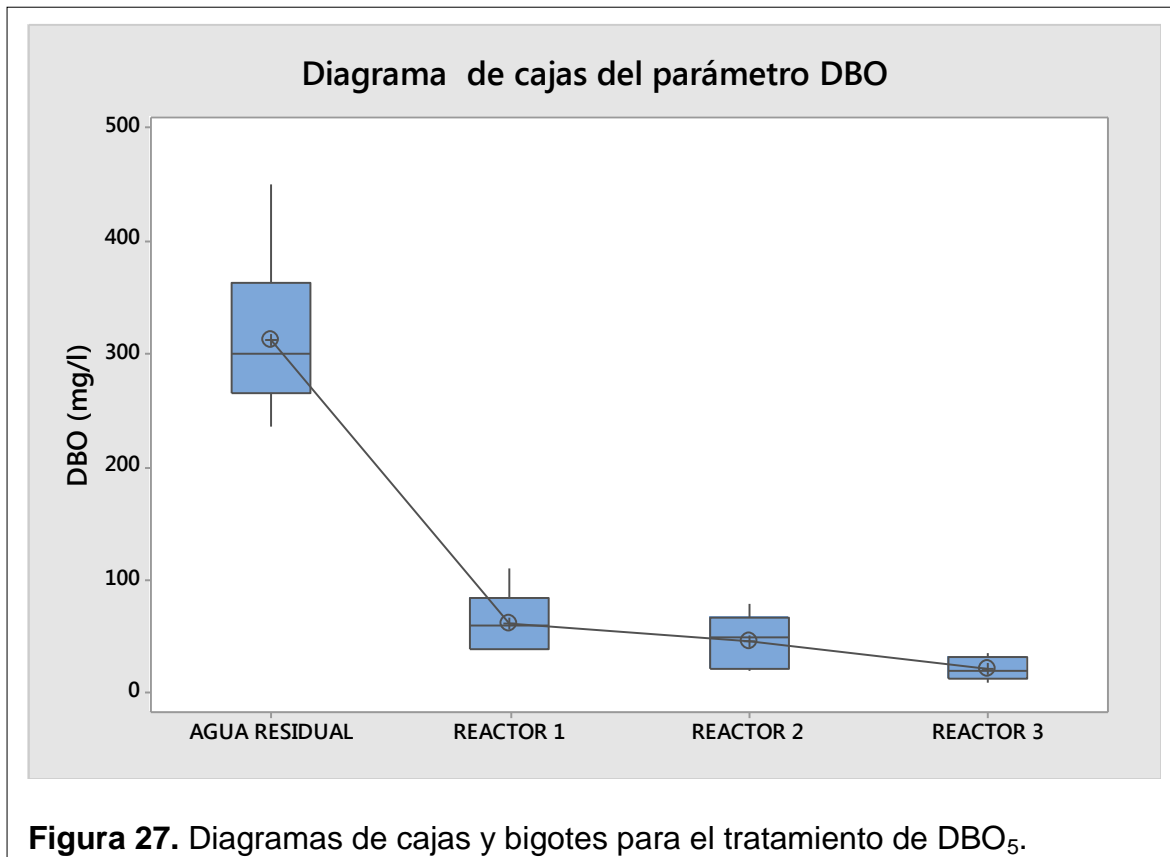 Diagrama de cajas del parámetro DBO
500
400
300
200
100
0
DBO (mg/l)
AGUA RESIDUAL
REACTOR 1
REACTOR 2
REACTOR 3
Figura 27. Diagramas de cajas y bigotes para el tratamiento de DBO₅.